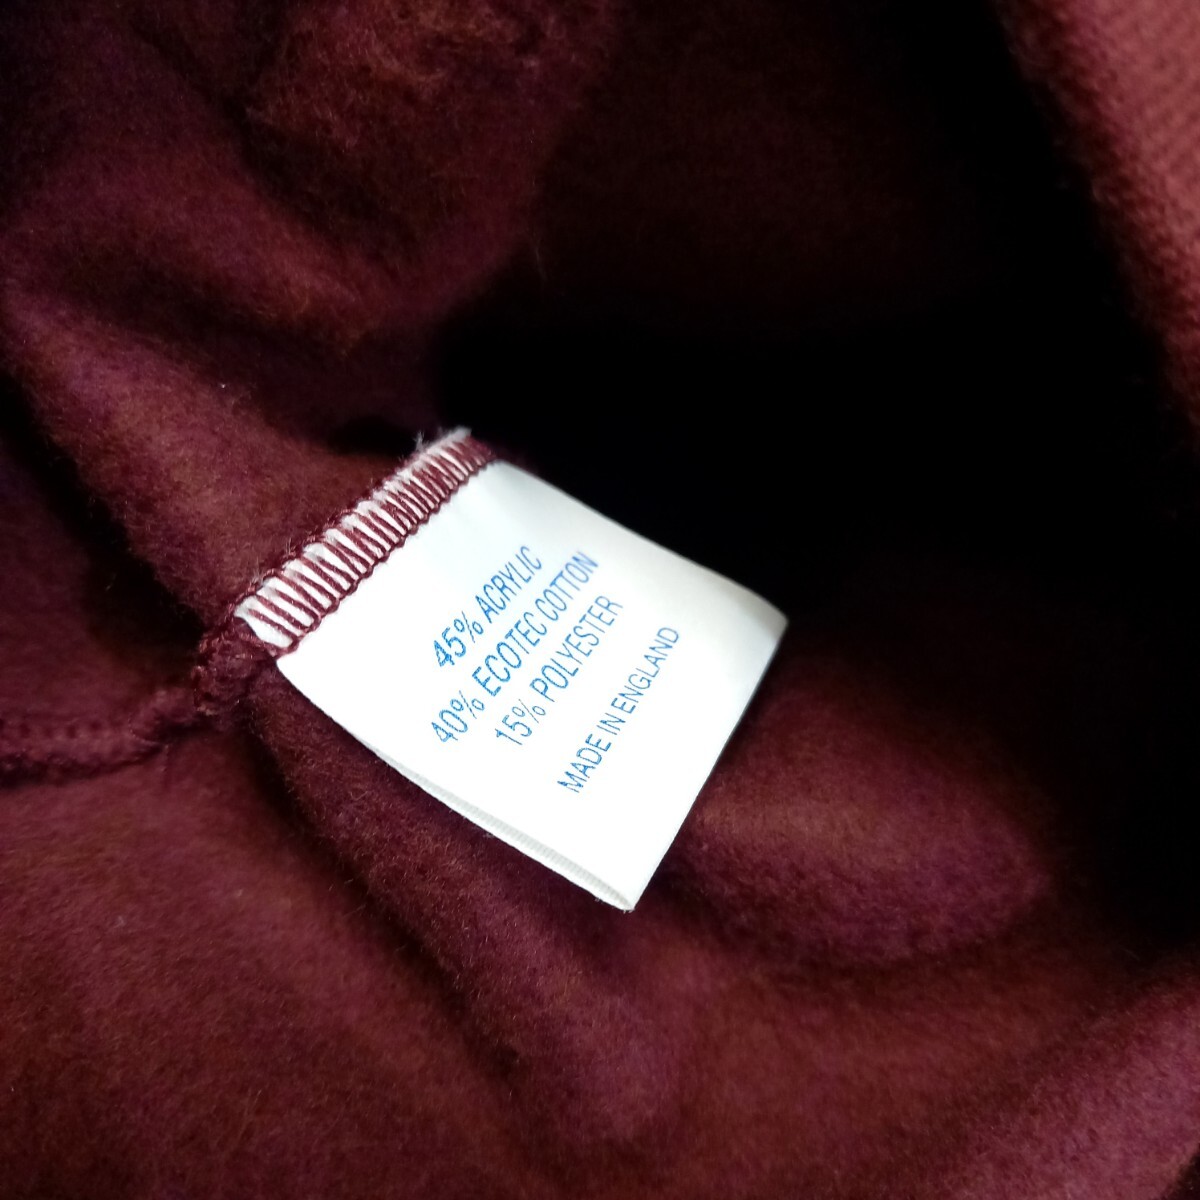 45% ACRYLIC
40% ECOTEC COTTON
15% POLYESTER
MADE IN ENGLAND